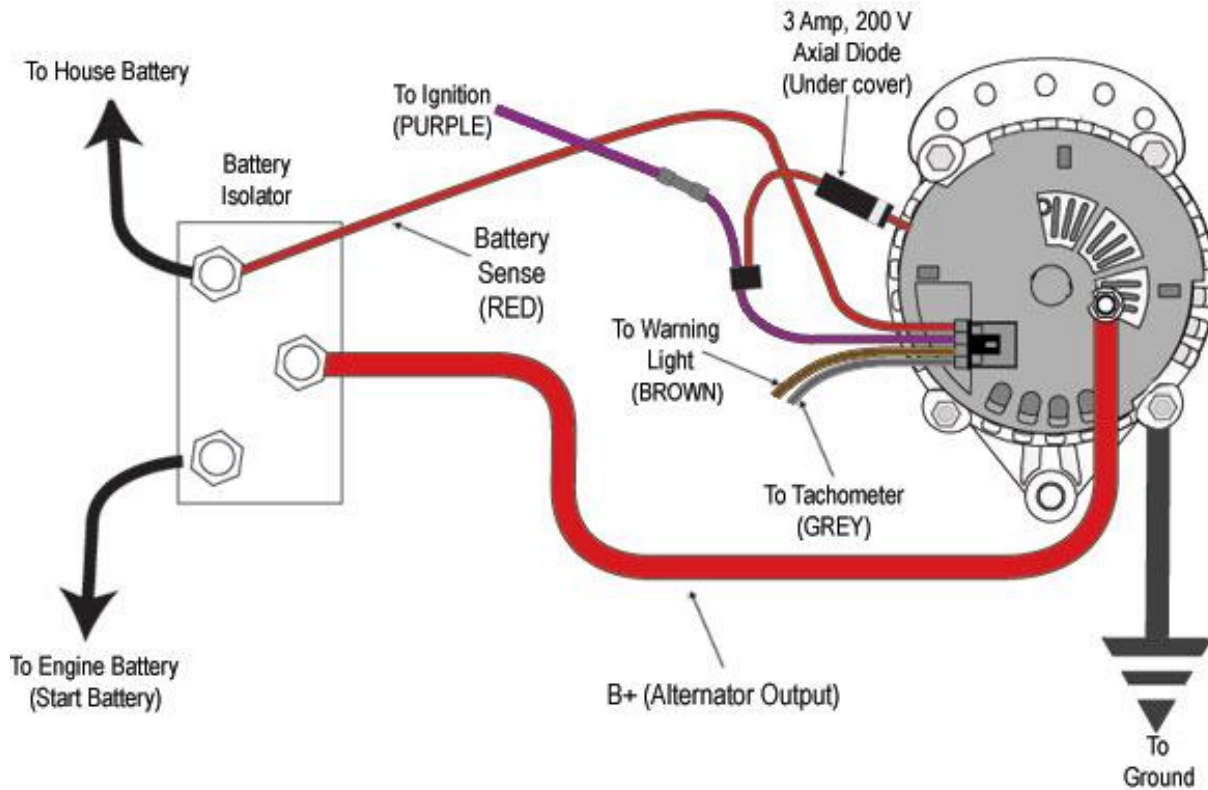 3 Amp, 200 V
Axial Diode
(Under cover)
To House Battery
To Ignition
(PURPLE)
Battery
Isolator
Battery
Sense
(RED)
To Warning
Light
(BROWN)
To Tachometer
(GREY)
To Engine Battery
(Start Battery)
B+ (Alternator Output)
To
Ground